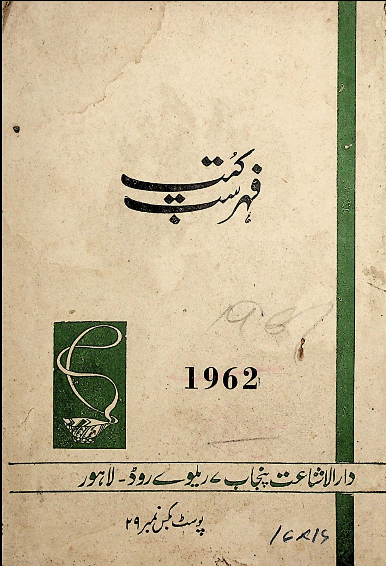 فہرست کتب
1962
دارالاشاعت پنجاب ۷ ریلوے روڈ - لاہور
پوسٹ بکس نمبر ۲۹